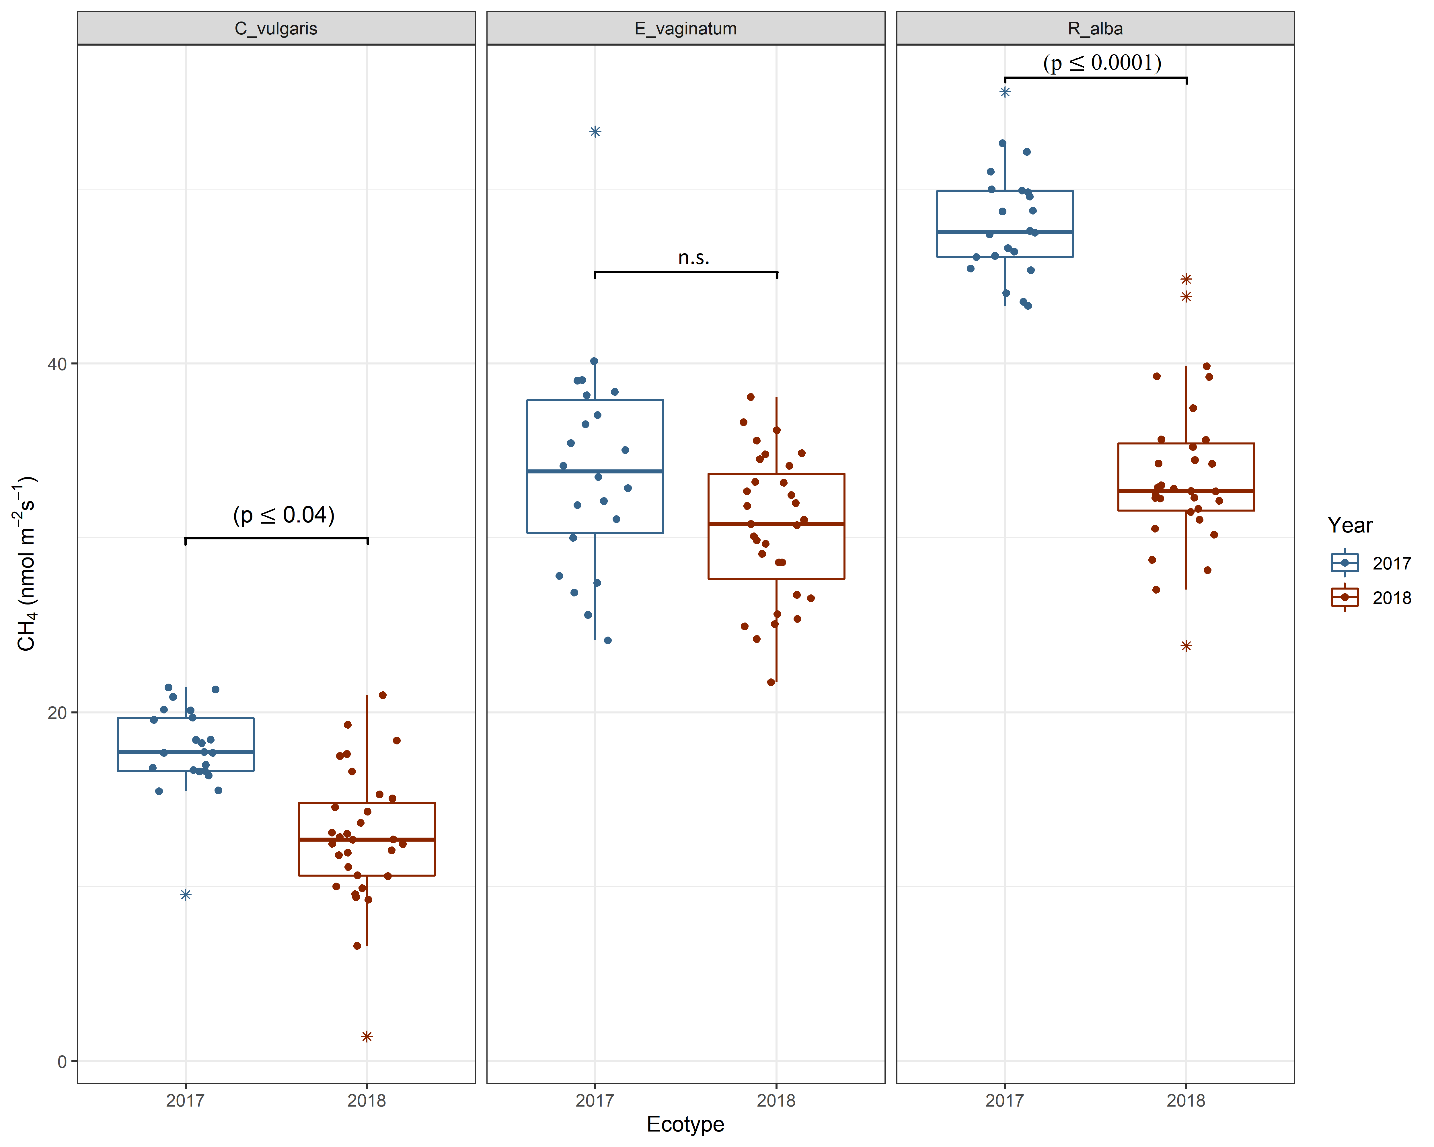 C_vulgaris
E_vaginatum
R_alba
(p ≤ 0.0001)
n.s.
(p ≤ 0.04)
40
20
0
CH₄ (nmol m⁻²s⁻¹)
2017
2018
2017
2018
2017
2018
Ecotype
Year
2017
2018